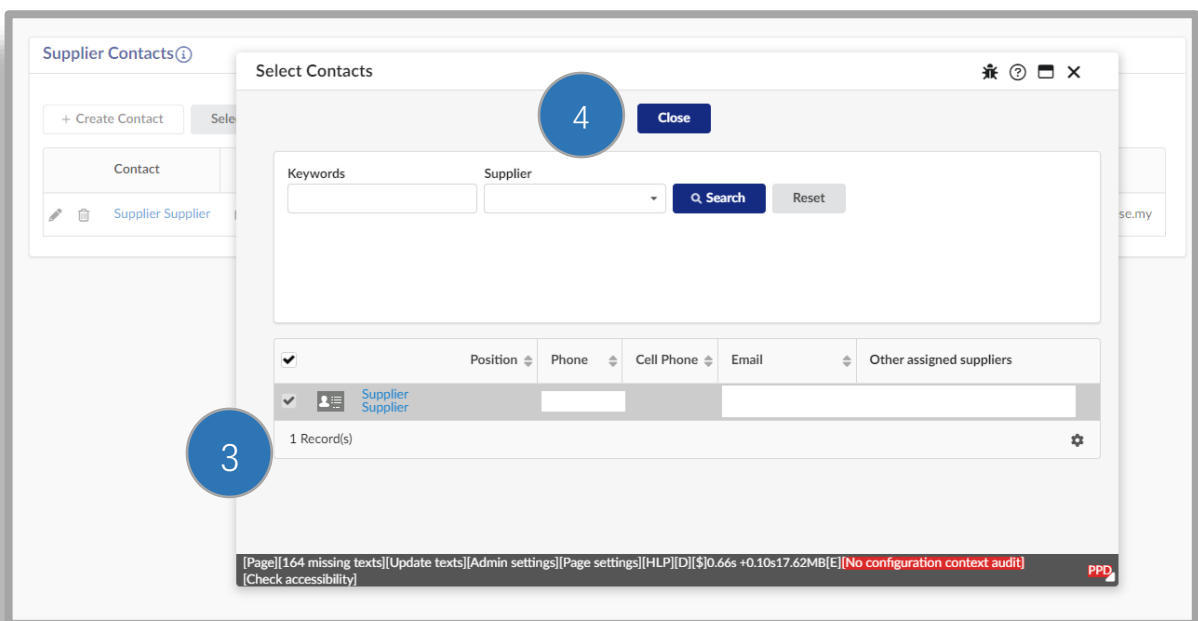 Supplier Contacts
Select Contacts
+ Create Contact
4
Close
Contact
Keywords
Supplier
Search
Reset
Supplier Supplier
se.my
Position
Phone
Cell Phone
Email
Other assigned suppliers
Supplier
Supplier
1 Record(s)
3
[Page][164 missing texts][Update texts][Admin settings][Page settings][HLP][D][$]0.66s +0.10s17.62MB[E][No configuration context audit]
[Check accessibility]
PPD